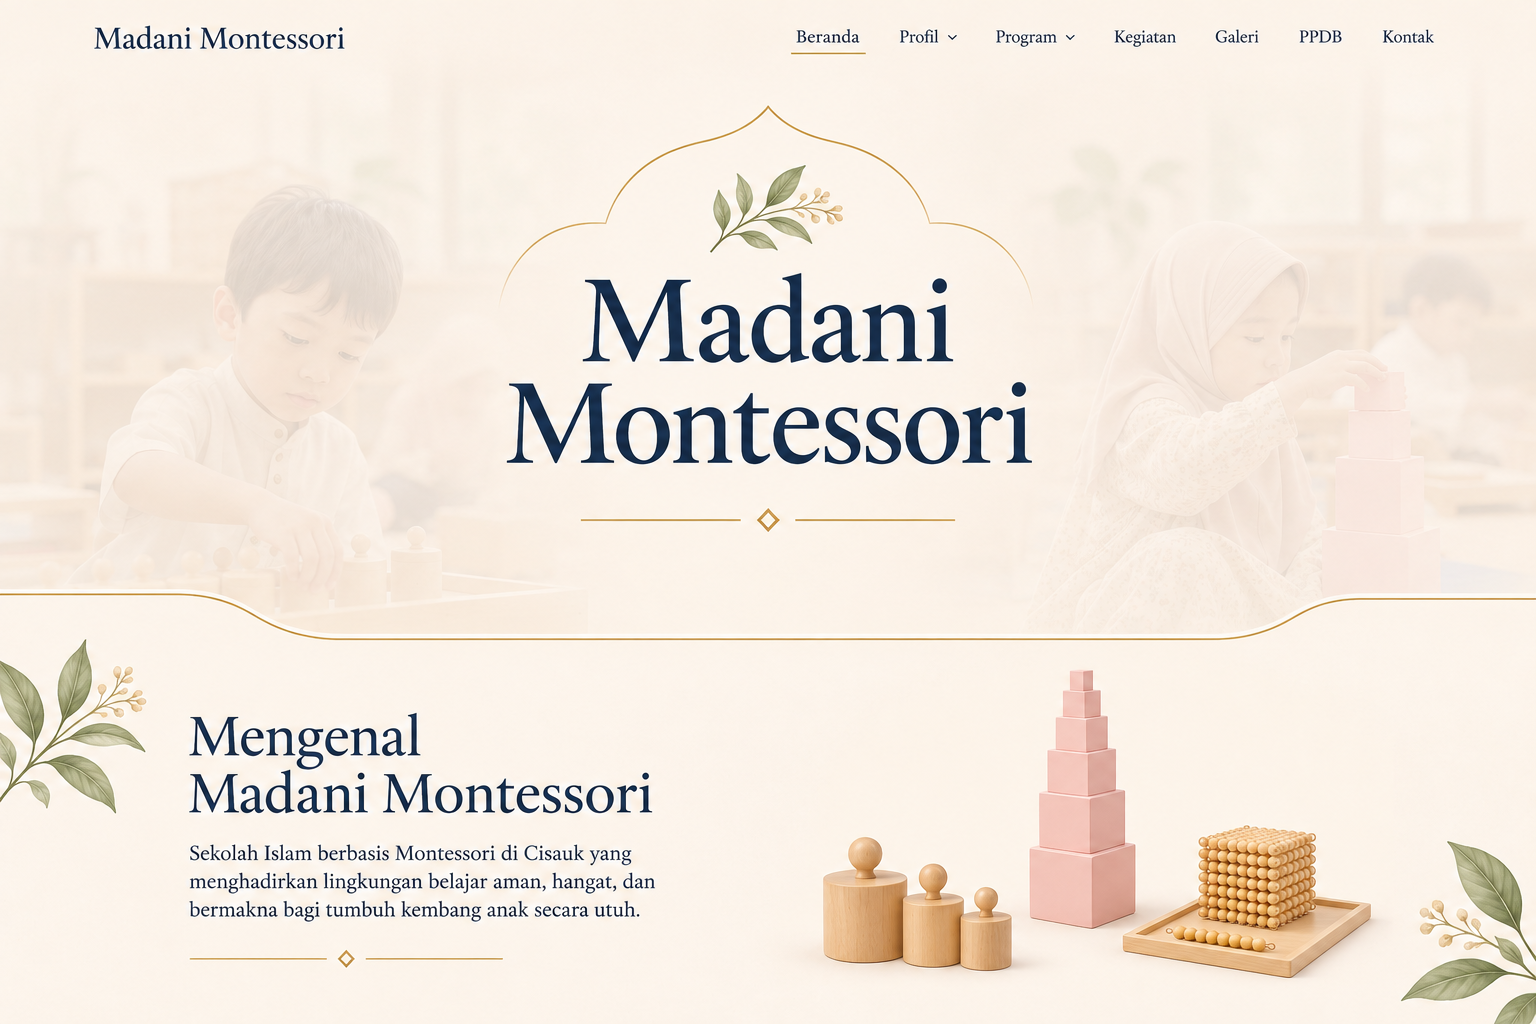 Madani Montessori
Beranda
Profil
Program
Kegiatan
Galeri
PPDB
Kontak
Madani
Montessori
Mengenal
Madani Montessori
Sekolah Islam berbasis Montessori di Cisauk yang
menghadirkan lingkungan belajar aman, hangat, dan
bermakna bagi tumbuh kembang anak secara utuh.